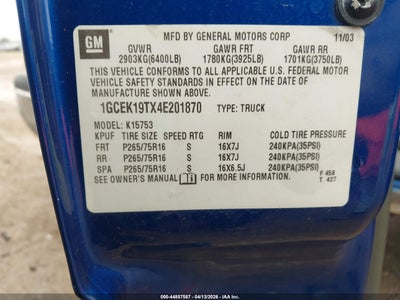 GM
MFD BY GENERAL MOTORS CORP 11/03
GVWR GAWR FRT GAWR RR
2903KG(6400LB) 1780KG(3925LB) 1701KG(3750LB)
THIS VEHICLE CONFORMS TO ALL APPLICABLE U.S. FEDERAL MOTOR
VEHICLE SAFETY STANDARDS IN EFFECT ON THE DATE OF
MANUFACTURE SHOWN ABOVE.
1GCEK19TX4E201870 TYPE: TRUCK
MODEL: K15753
KPUF TIRE SIZE SPEED RTG RIM COLD TIRE PRESSURE
FRT P265/75R16 S 16X7J 240KPA(35PSI)
RR P265/75R16 S 16X7J 240KPA(35PSI)
SPA P265/75R16 S 16X6.5J 240KPA(35PSI)
SEE OWNER'S MANUAL FOR MORE INFORMATION
F 456
T 427
000-44857587 - 04/13/2026 - IAA Inc.